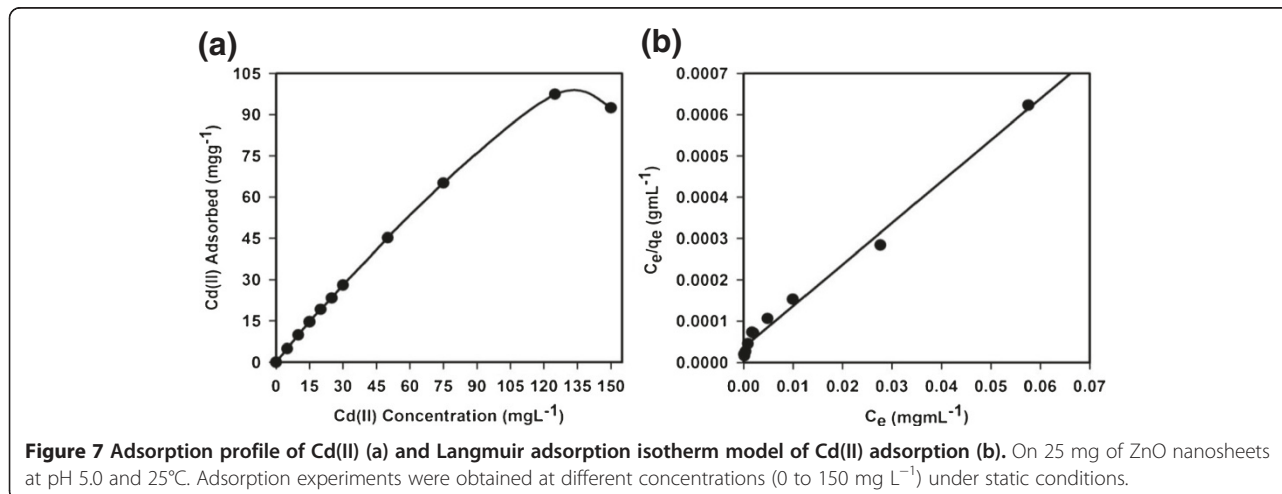 (a)
(b)
Cd(II) Adsorbed (mgg-1)
105
90
75
60
45
30
15
0
0 15 30 45 60 75 90 105 120 135 150
Cd(II) Concentration (mgL-1)
Ce/qe (gmL-1)
0.0007
0.0006
0.0005
0.0004
0.0003
0.0002
0.0001
0.0000
0.00 0.01 0.02 0.03 0.04 0.05 0.06 0.07
Ce (mgmL-1)
Figure 7 Adsorption profile of Cd(II) (a) and Langmuir adsorption isotherm model of Cd(II) adsorption (b). On 25 mg of ZnO nanosheets
at pH 5.0 and 25°C. Adsorption experiments were obtained at different concentrations (0 to 150 mg L−1) under static conditions.